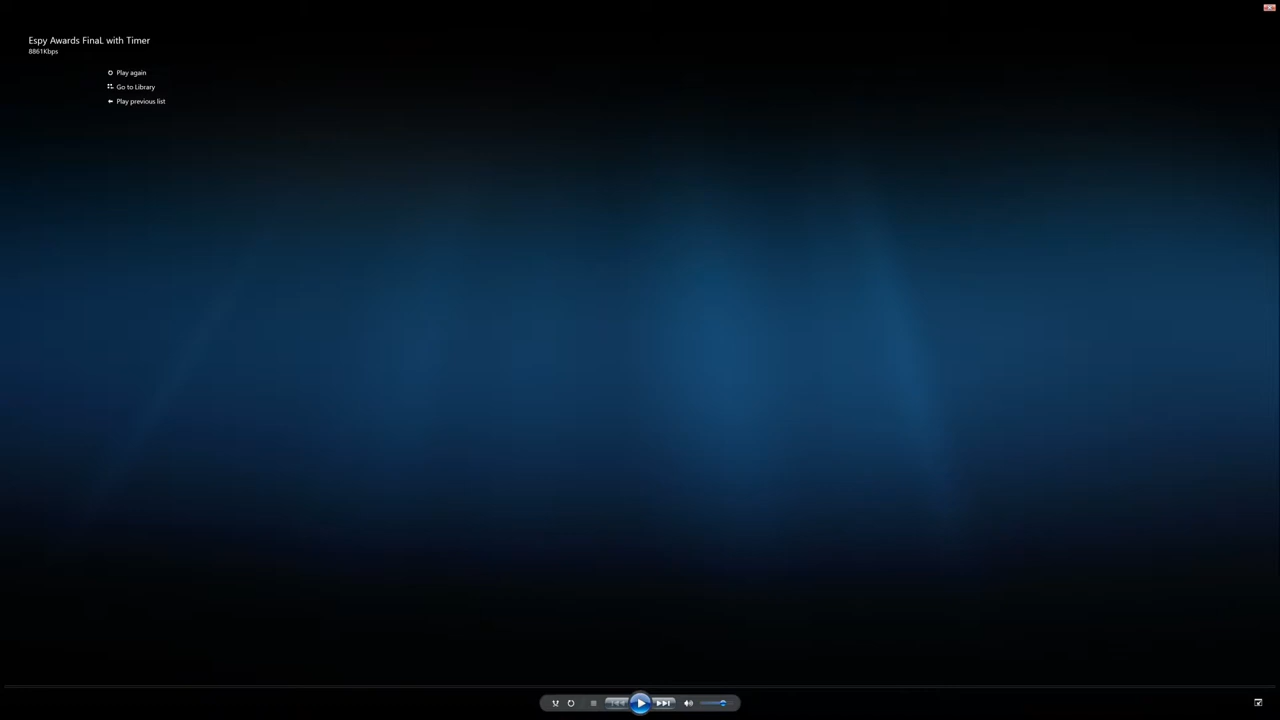 Espy Awards FinaL with Timer
8861Kbps
Play again
Go to Library
Play previous list